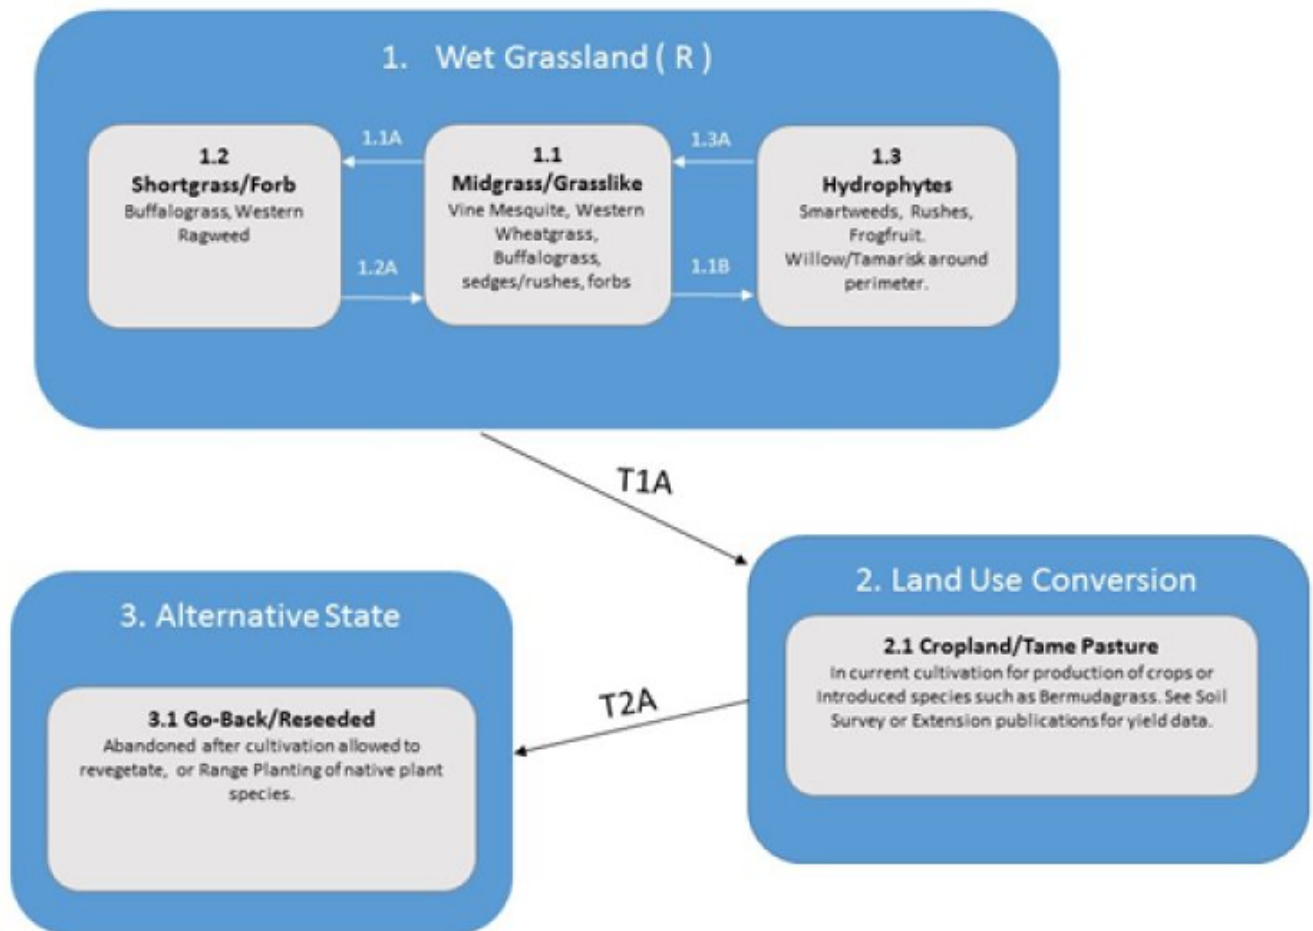 1. Wet Grassland ( R )
1.2
Shortgrass/Forb
Buffalograss, Western
Ragweed
1.1A
1.2A
1.1
Midgrass/Grasslike
Vine Mesquite, Western
Wheatgrass,
Buffalograss,
sedges/rushes, forbs
1.3A
1.1B
1.3
Hydrophytes
Smartweeds, Rushes,
Frogfruit.
Willow/Tamarisk around
perimeter.
T1A
2. Land Use Conversion
2.1 Cropland/Tame Pasture
In current cultivation for production of crops or
Introduced species such as Bermudagrass. See Soil
Survey or Extension publications for yield data.
T2A
3. Alternative State
3.1 Go-Back/Reseeded
Abandoned after cultivation allowed to
revegetate, or Range Planting of native plant
species.